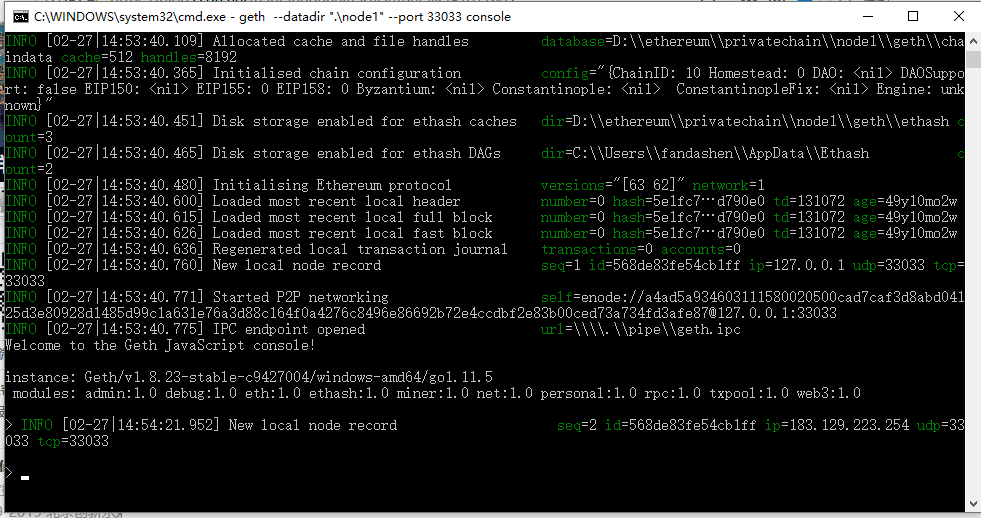 C:\WINDOWS\system32\cmd.exe - geth  --datadir ".\node1" --port 33033 console
INFO [02-27|14:53:40.109] Allocated cache and file handles         database=D:\\ethereum\\privatechain\\node1\\geth\\cha
indata cache=512 handles=8192
INFO [02-27|14:53:40.365] Initialised chain configuration          config="{ChainID: 10 Homestead: 0 DAO: <nil> DAOSuppo
rt: false EIP150: <nil> EIP155: 0 EIP158: 0 Byzantium: <nil> Constantinople: <nil>  ConstantinopleFix: <nil> Engine: unk
nown}"
INFO [02-27|14:53:40.451] Disk storage enabled for ethash caches   dir=D:\\ethereum\\privatechain\\node1\\geth\\ethash c
ount=3
INFO [02-27|14:53:40.465] Disk storage enabled for ethash DAGs     dir=C:\\Users\\fandashen\\AppData\\Ethash           c
ount=2
INFO [02-27|14:53:40.480] Initialising Ethereum protocol           versions="[63 62]" network=1
INFO [02-27|14:53:40.600] Loaded most recent local header          number=0 hash=5e1fc7…d790e0 td=131072 age=49y10mo2w
INFO [02-27|14:53:40.615] Loaded most recent local full block      number=0 hash=5e1fc7…d790e0 td=131072 age=49y10mo2w
INFO [02-27|14:53:40.626] Loaded most recent local fast block      number=0 hash=5e1fc7…d790e0 td=131072 age=49y10mo2w
INFO [02-27|14:53:40.636] Regenerated local transaction journal    transactions=0 accounts=0
INFO [02-27|14:53:40.760] New local node record                    seq=1 id=568de83fe54cb1ff ip=127.0.0.1 udp=33033 tcp=
33033
INFO [02-27|14:53:40.771] Started P2P networking                   self=enode://a4ad5a934603111580020500cad7caf3d8abd041
25d3e80928d1485d99c1a631e76a3d88c164f0a4276c8496e86692b72e4ccdbf2e83b00ced73a734fd3afe87@127.0.0.1:33033
INFO [02-27|14:53:40.775] IPC endpoint opened                      url=\\\\.\\pipe\\geth.ipc
Welcome to the Geth JavaScript console!
instance: Geth/v1.8.23-stable-c9427004/windows-amd64/go1.11.5
 modules: admin:1.0 debug:1.0 eth:1.0 ethash:1.0 miner:1.0 net:1.0 personal:1.0 rpc:1.0 txpool:1.0 web3:1.0
> INFO [02-27|14:54:21.952] New local node record                    seq=2 id=568de83fe54cb1ff ip=183.129.223.254 udp=33
033 tcp=33033
>